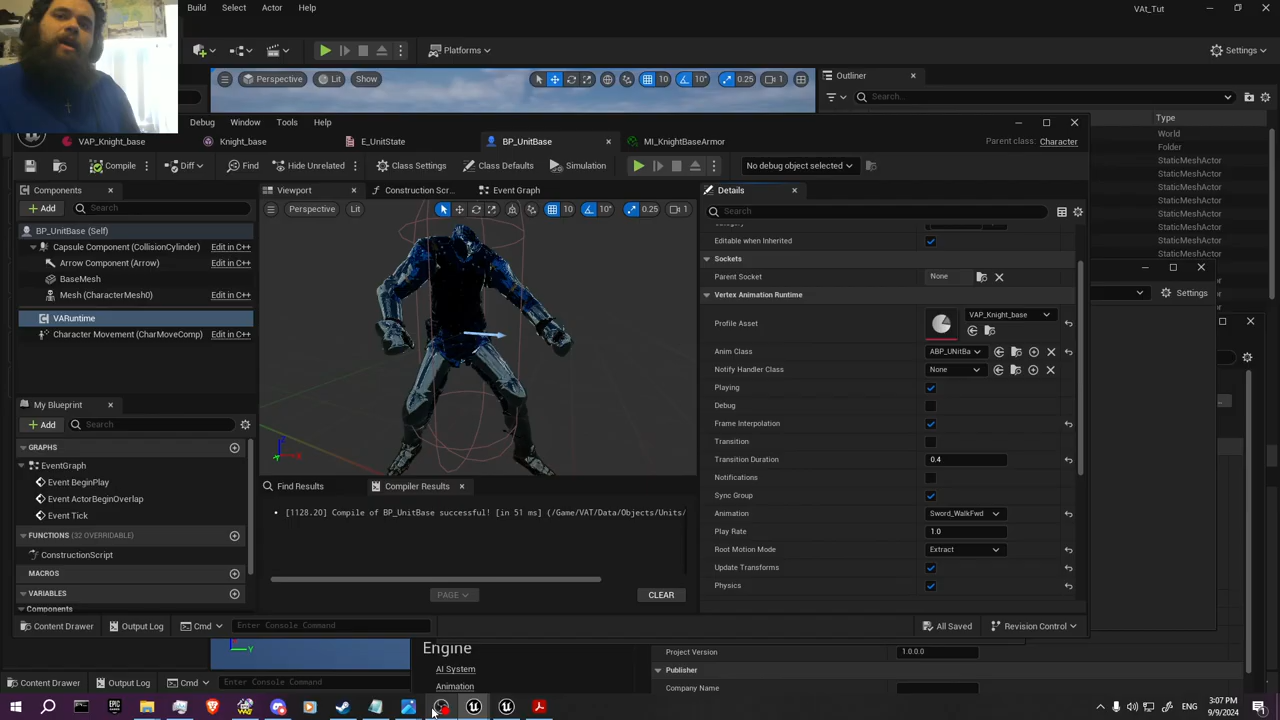 Build Select Actor Help VAt_Tut
Platforms Settings
Perspective Lit Show 10 10° 0.25 1 Outliner
Search...
Debug Window Tools Help Type
VAP_Knight_base Knight_base E_UnitState BP_UnitBase MI_KnightBaseArmor Parent class: Character World
Folder
Compile Diff Find Hide Unrelated Class Settings Class Defaults Simulation No debug object selected StaticMeshActor
StaticMeshActor
Components Viewport Construction Scr... Event Graph Details StaticMeshActor
Add Search Perspective Lit 10 10° 0.25 1 Search StaticMeshActor
BP_UnitBase (Self) Category StaticMeshActor
Capsule Component (CollisionCylinder) Edit in C++ Editable when Inherited StaticMeshActor
Arrow Component (Arrow) Edit in C++ Sockets StaticMeshActor
BaseMesh Parent Socket None
Mesh (CharacterMesh0) Edit in C++ Vertex Animation Runtime Settings
VARuntime Profile Asset VAP_Knight_base
Character Movement (CharMoveComp) Edit in C++
Anim Class ABP_UNitBa
Notify Handler Class None
Playing
My Blueprint Debug
Add Search Frame Interpolation
GRAPHS Transition
EventGraph Transition Duration 0.4
Event BeginPlay Find Results Compiler Results Notifications
Event ActorBeginOverlap Sync Group
Event Tick [1128.20] Compile of BP_UnitBase successful! [in 51 ms] (/Game/VAT/Data/Objects/Units/ Animation Sword_WalkFwd
FUNCTIONS (32 OVERRIDABLE) Play Rate 1.0
ConstructionScript Root Motion Mode Extract
MACROS Update Transforms
VARIABLES PAGE CLEAR Physics
Components
Content Drawer Output Log Cmd Enter Console Command All Saved Revision Control
Engine Project Version 1.0.0.0
AI System Publisher
Content Drawer Output Log Cmd Enter Console Command Animation Company Name
3:07 PM
9/9/2024